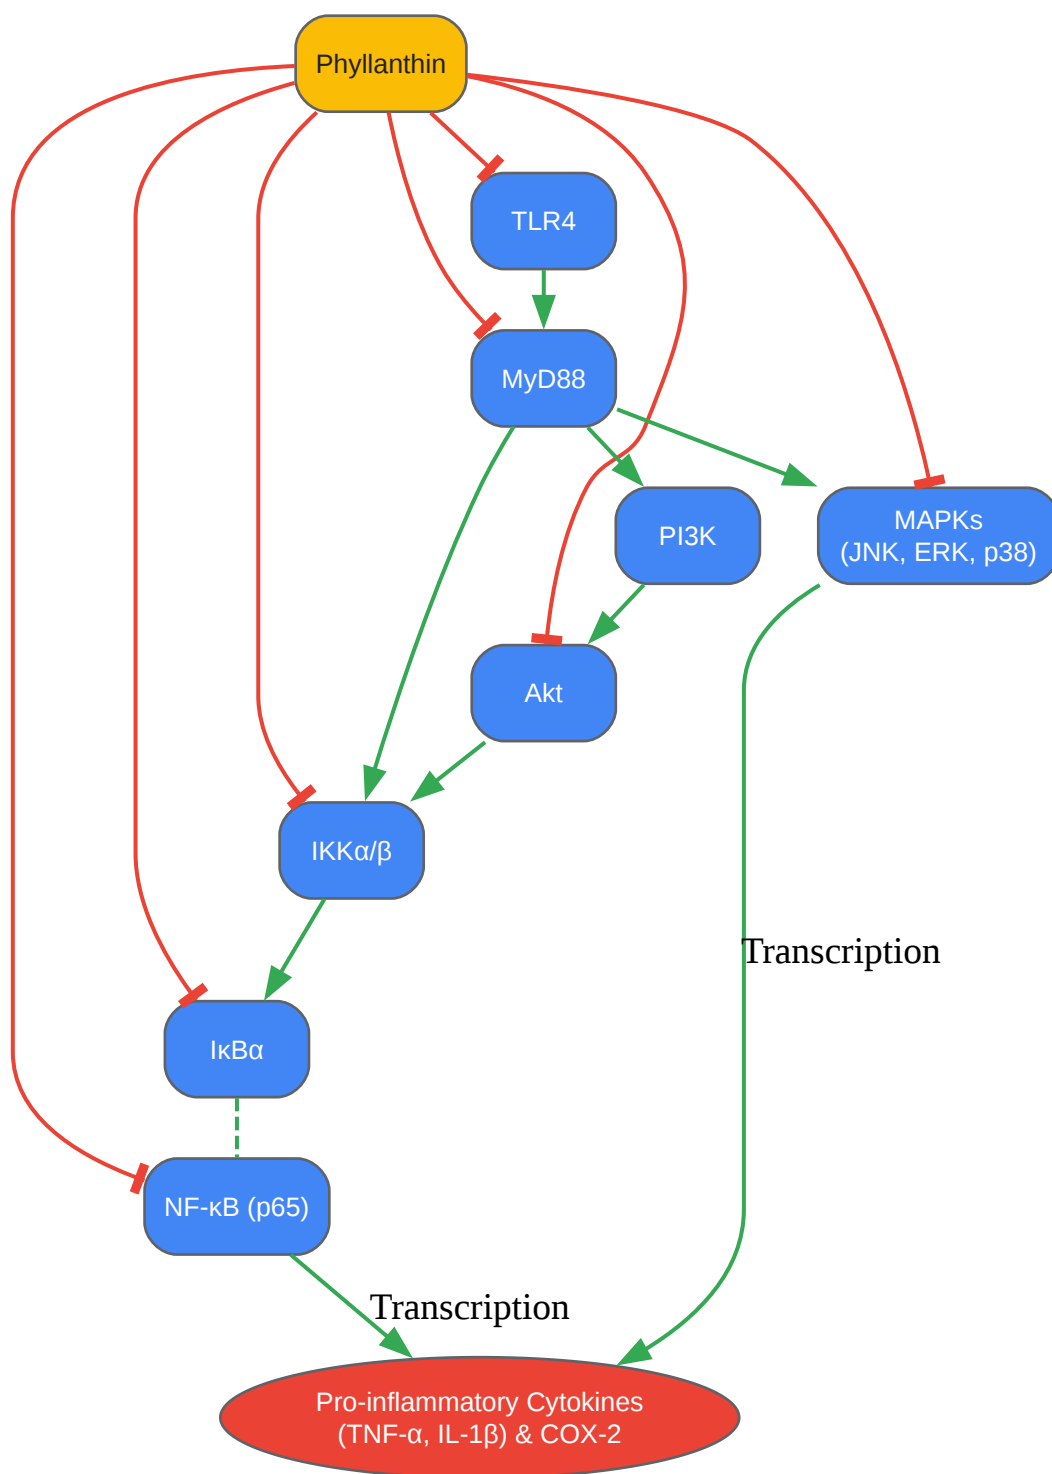 Phyllanthin
TLR4
MyD88
PI3K
MAPKs
(JNK, ERK, p38)
Akt
IKKα/β
Transcription
IκBα
NF-κB (p65)
Transcription
Pro-inflammatory Cytokines
(TNF-α, IL-1β) & COX-2